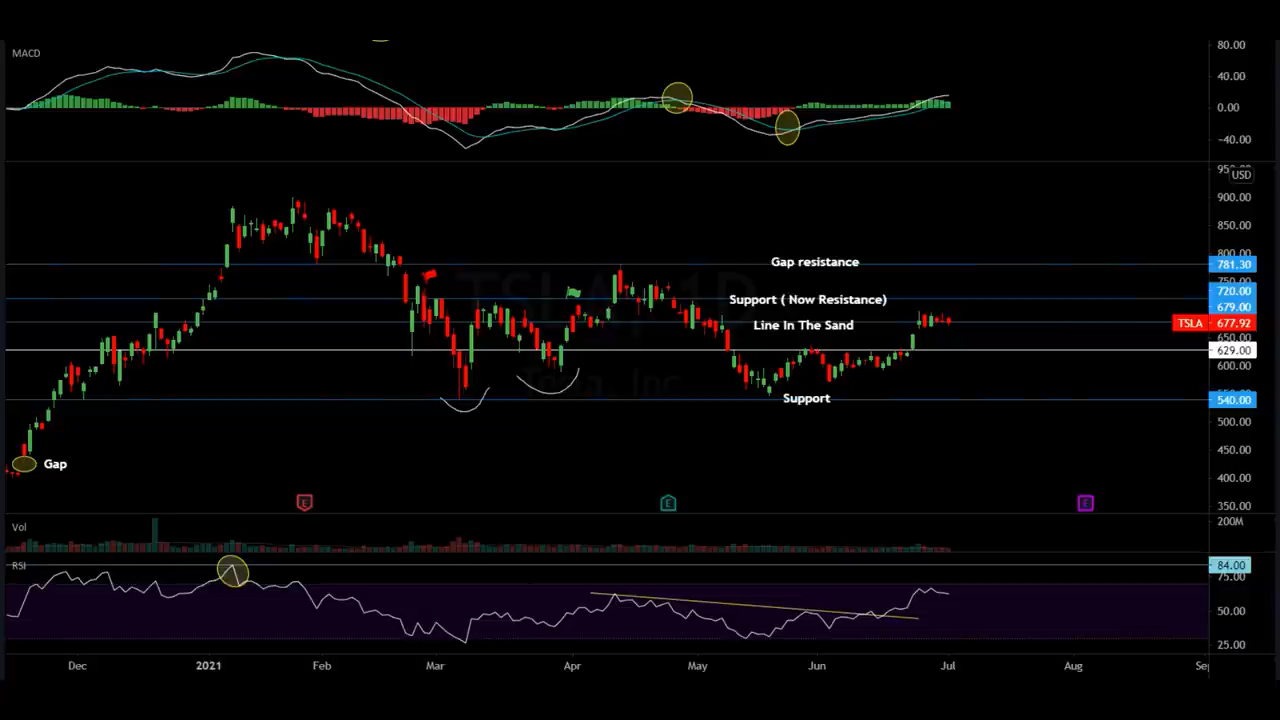 MACD
80.00
40.00
0.00
−40.00
USD
900.00
850.00
800.00
Gap resistance
781.30
Support ( Now Resistance)
720.00
679.00
Line In The Sand
TSLA 677.92
650.00
629.00
600.00
Support
540.00
500.00
Gap
450.00
400.00
E
E
E
350.00
Vol
200M
RSI
84.00
75.00
50.00
25.00
Dec 2021 Feb Mar Apr May Jun Jul Aug